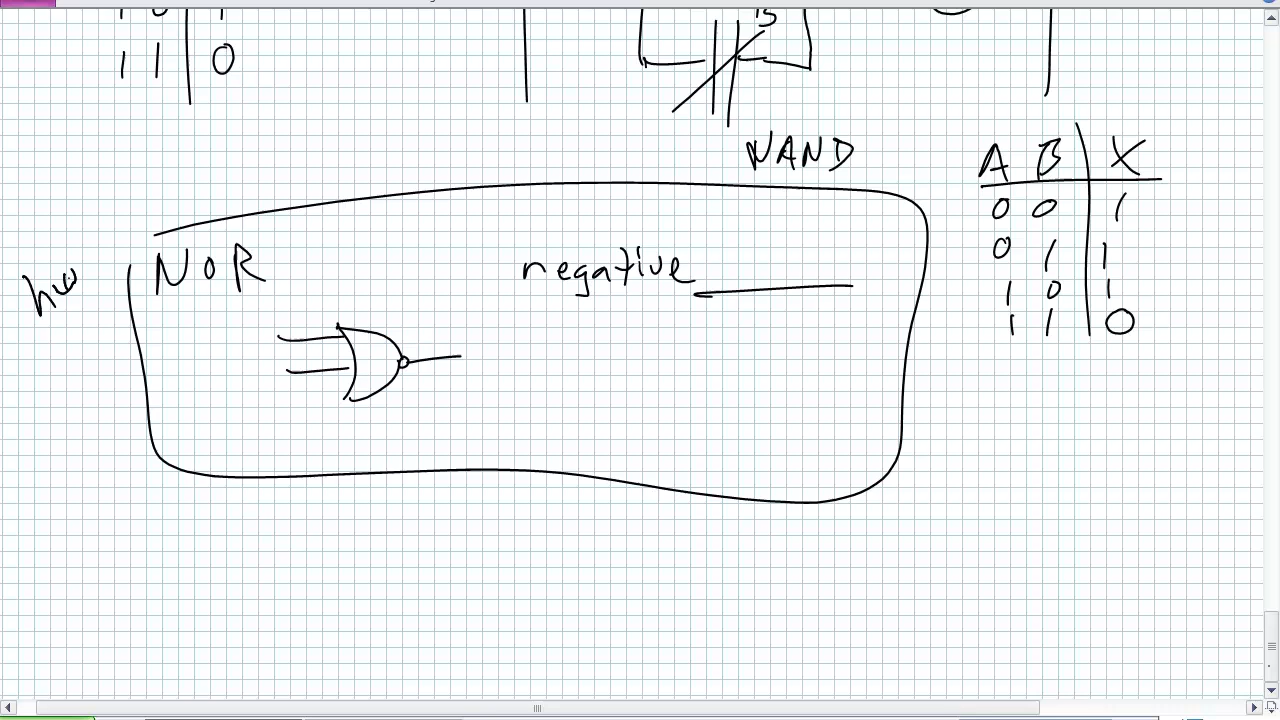 1 1 0
B
NAND
A B X
0 0 1
0 1 1
1 0 1
1 1 0
hw
NOR
negative